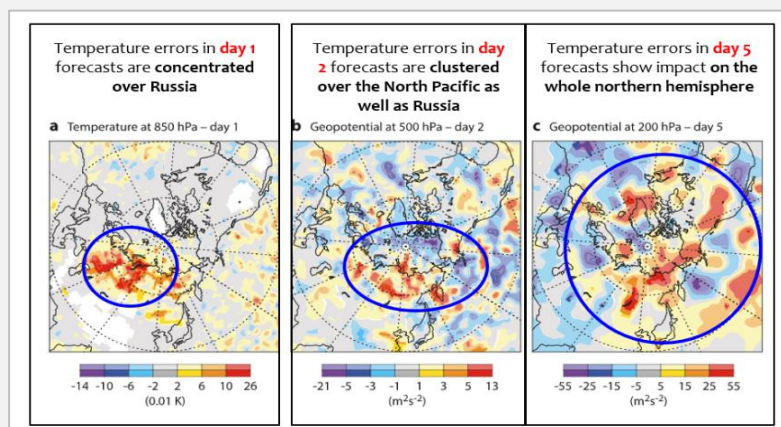 Temperature errors in day 1
forecasts are concentrated
over Russia
a Temperature at 850 hPa – day 1
-14 -10 -6 -2 2 6 10 26
(0.01 K)
Temperature errors in day
2 forecasts are clustered
over the North Pacific as
well as Russia
b Geopotential at 500 hPa – day 2
-21 -5 -3 -1 1 3 5 13
(m²s⁻²)
Temperature errors in day 5
forecasts show impact on the
whole northern hemisphere
c Geopotential at 200 hPa – day 5
-55 -25 -15 -5 5 15 25 55
(m²s⁻²)